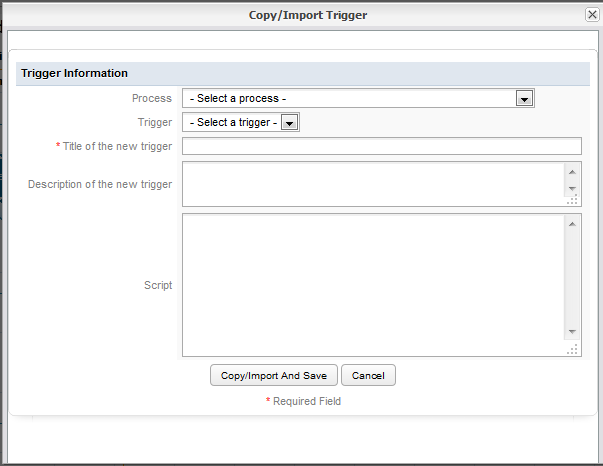 Copy/Import Trigger
Trigger Information
Process - Select a process -
Trigger - Select a trigger -
* Title of the new trigger
Description of the new trigger
Script
Copy/Import And Save Cancel
* Required Field